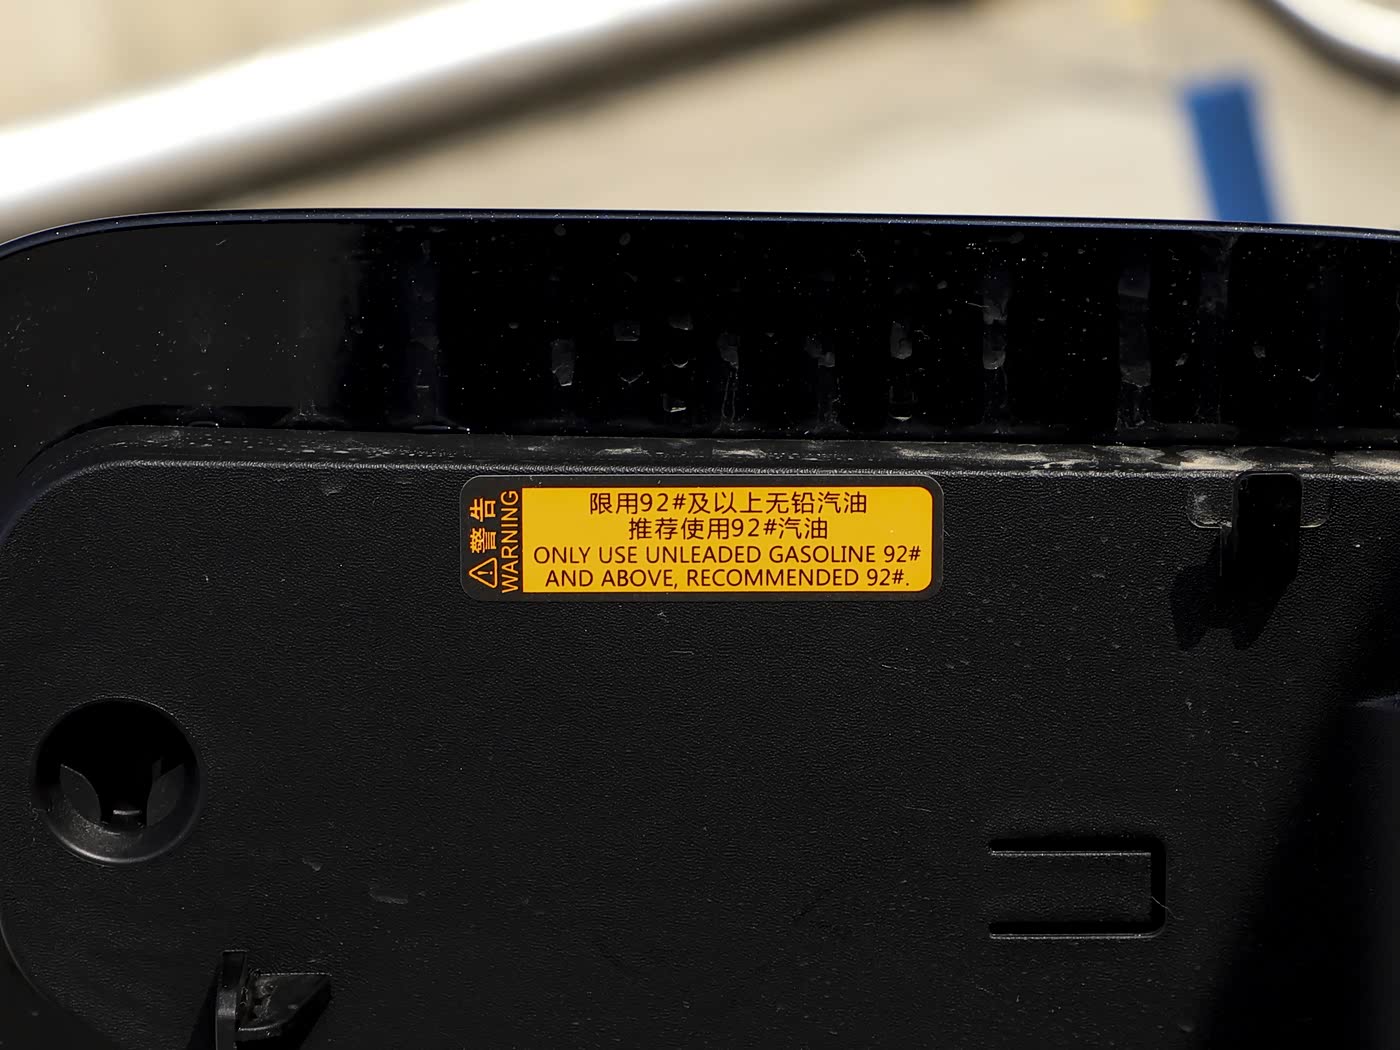 警告
WARNING
限用92#及以上无铅汽油
推荐使用92#汽油
ONLY USE UNLEADED GASOLINE 92#
AND ABOVE, RECOMMENDED 92#.